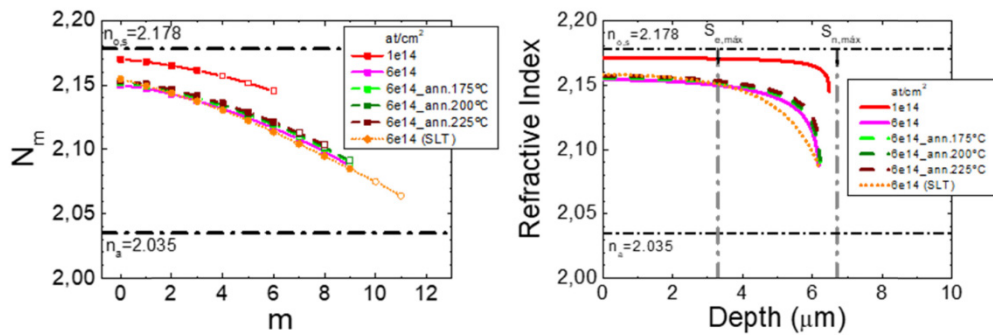 2,20
2,15
2,10
2,05
2,00
N_m
n_o,s=2.178
n_a=2.035
at/cm²
1e14
6e14
6e14_ann.175ºC
6e14_ann.200ºC
6e14_ann.225ºC
6e14 (SLT)
0 2 4 6 8 10 12
m
2,20
2,15
2,10
2,05
2,00
Refractive Index
n_o,s=2.178
S_e,máx
S_n,máx
n_a=2.035
at/cm²
1e14
6e14
6e14_ann.175°C
6e14_ann.200°C
6e14_ann.225°C
6e14 (SLT)
0 2 4 6 8 10
Depth (μm)